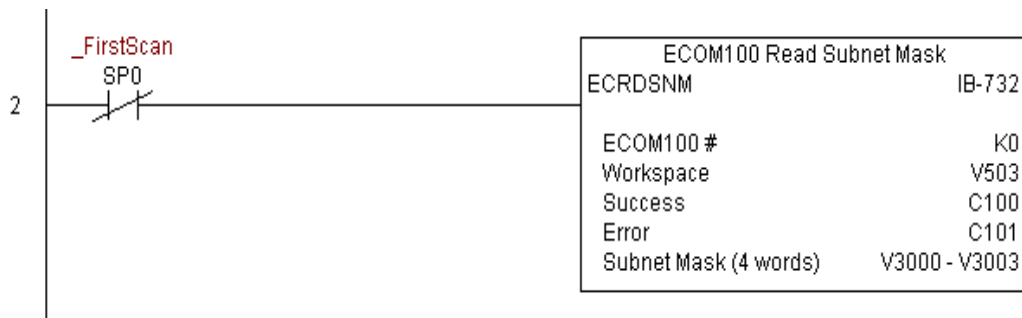 _FirstScan
SP0
2
ECOM100 Read Subnet Mask
ECRDSNM IB-732
ECOM100 # K0
Workspace V503
Success C100
Error C101
Subnet Mask (4 words) V3000 - V3003